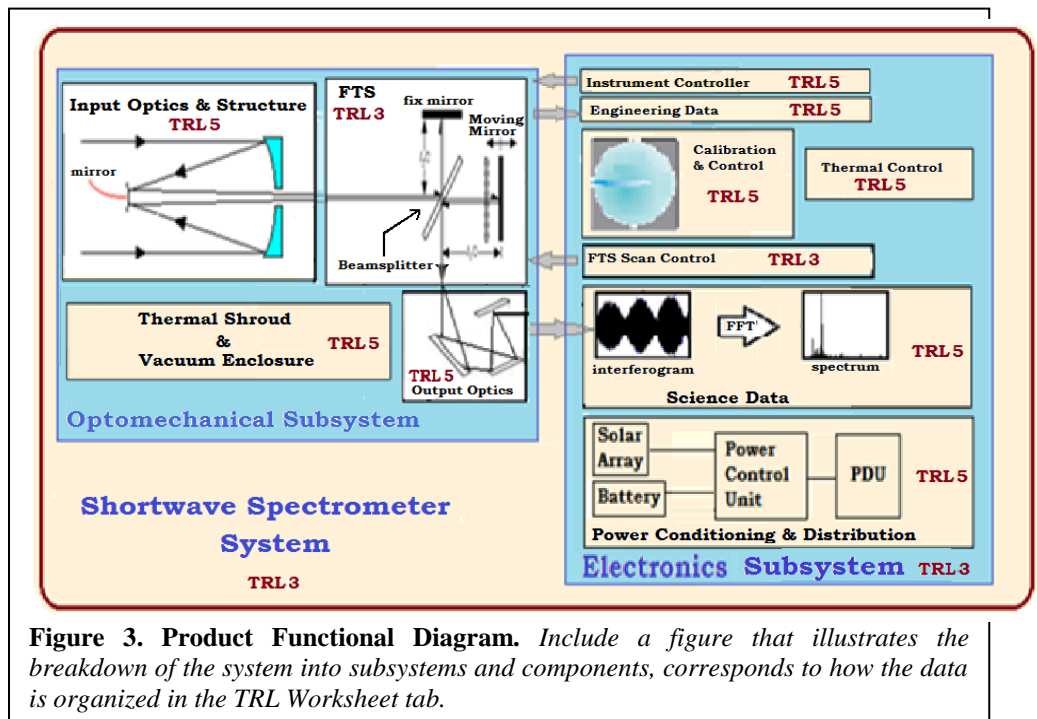 Input Optics & Structure
TRL 5
mirror
FTS
TRL 3
fix mirror
Moving
Mirror
Beamsplitter
Thermal Shroud
&
Vacuum Enclosure
TRL 5
TRL 5
Output Optics
Optomechanical Subsystem
Shortwave Spectrometer
System
TRL 3
Instrument Controller TRL 5
Engineering Data TRL 5
Calibration
& Control
TRL 5
Thermal Control
TRL 5
FTS Scan Control TRL 3
FFT
interferogram
spectrum
TRL 5
Science Data
Solar
Array
Battery
Power
Control
Unit
PDU
TRL 5
Power Conditioning & Distribution
Electronics Subsystem TRL 3
Figure 3. Product Functional Diagram. Include a figure that illustrates the
breakdown of the system into subsystems and components, corresponds to how the data
is organized in the TRL Worksheet tab.